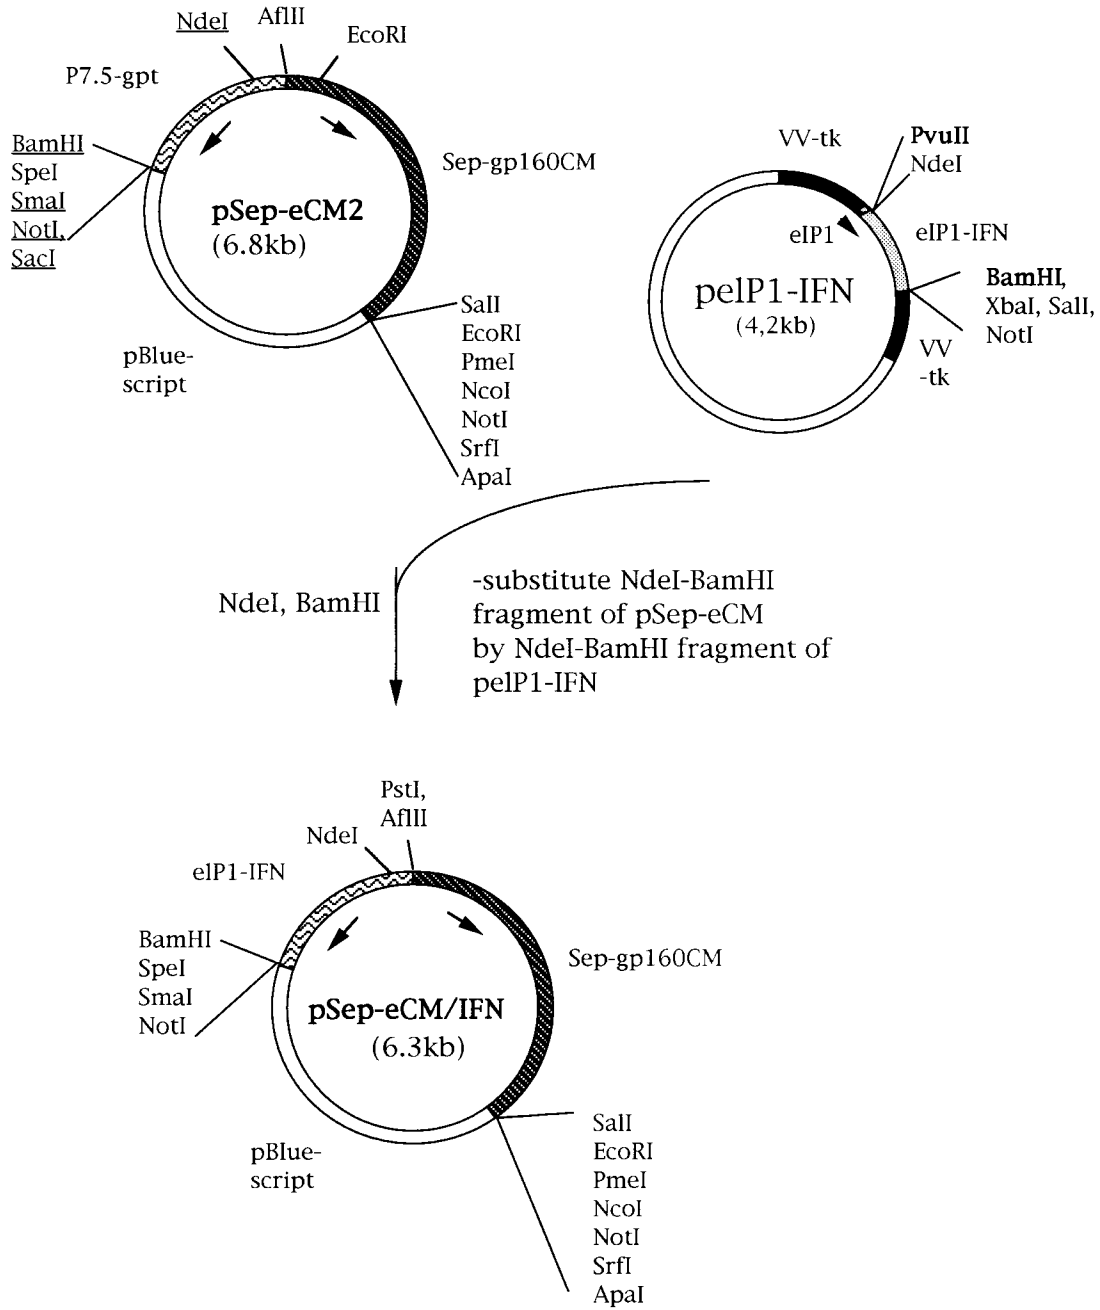 NdeI
AflII
EcoRI
P7.5-gpt
BamHI
SpeI
SmaI
NotI,
SacI
pSep-eCM2
(6.8kb)
Sep-gp160CM
pBlue-
script
SalI
EcoRI
PmeI
NcoI
NotI
SrfI
ApaI
VV-tk
PvuII
NdeI
eIP1
eIP1-IFN
peIP1-IFN
(4,2kb)
BamHI,
XbaI, SalI,
NotI
VV
-tk
NdeI, BamHI
-substitute NdeI-BamHI
fragment of pSep-eCM
by NdeI-BamHI fragment of
peIP1-IFN
PstI,
AflII
NdeI
eIP1-IFN
BamHI
SpeI
SmaI
NotI
pSep-eCM/IFN
(6.3kb)
Sep-gp160CM
pBlue-
script
SalI
EcoRI
PmeI
NcoI
NotI
SrfI
ApaI